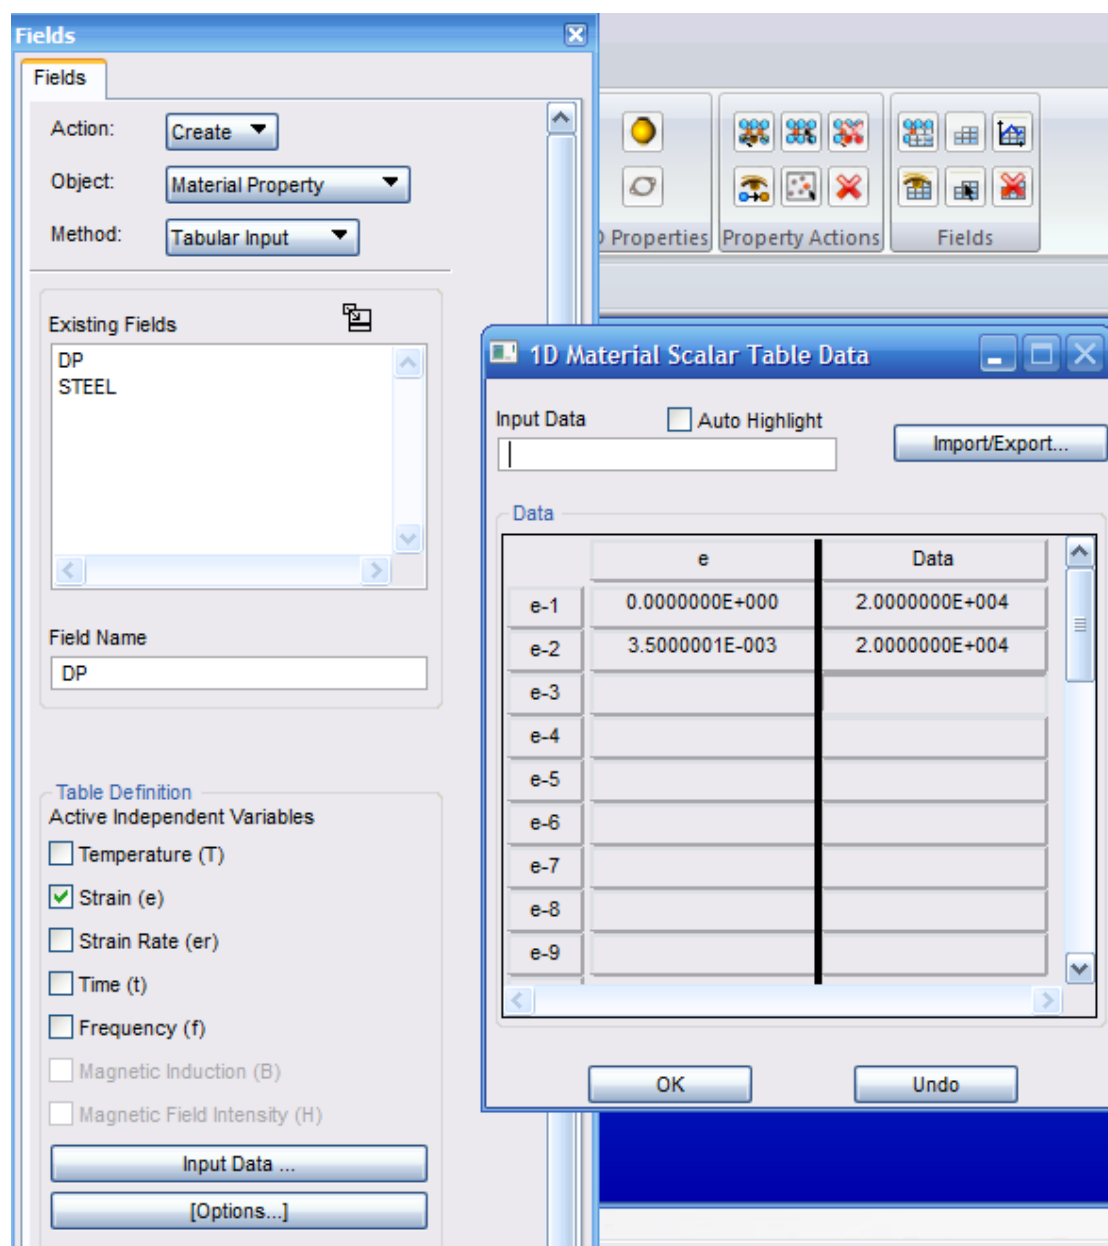 Fields
Fields
Action:
Create
Object:
Material Property
Method:
Tabular Input
Existing Fields
DP
STEEL
Field Name
DP
Table Definition
Active Independent Variables
Temperature (T)
Strain (e)
Strain Rate (er)
Time (t)
Frequency (f)
Magnetic Induction (B)
Magnetic Field Intensity (H)
Input Data ...
[Options...]
Properties
Property Actions
Fields
1D Material Scalar Table Data
Input Data
Auto Highlight
Import/Export...
Data
e Data
e-1 0.0000000E+000 2.0000000E+004
e-2 3.5000001E-003 2.0000000E+004
e-3
e-4
e-5
e-6
e-7
e-8
e-9
OK
Undo